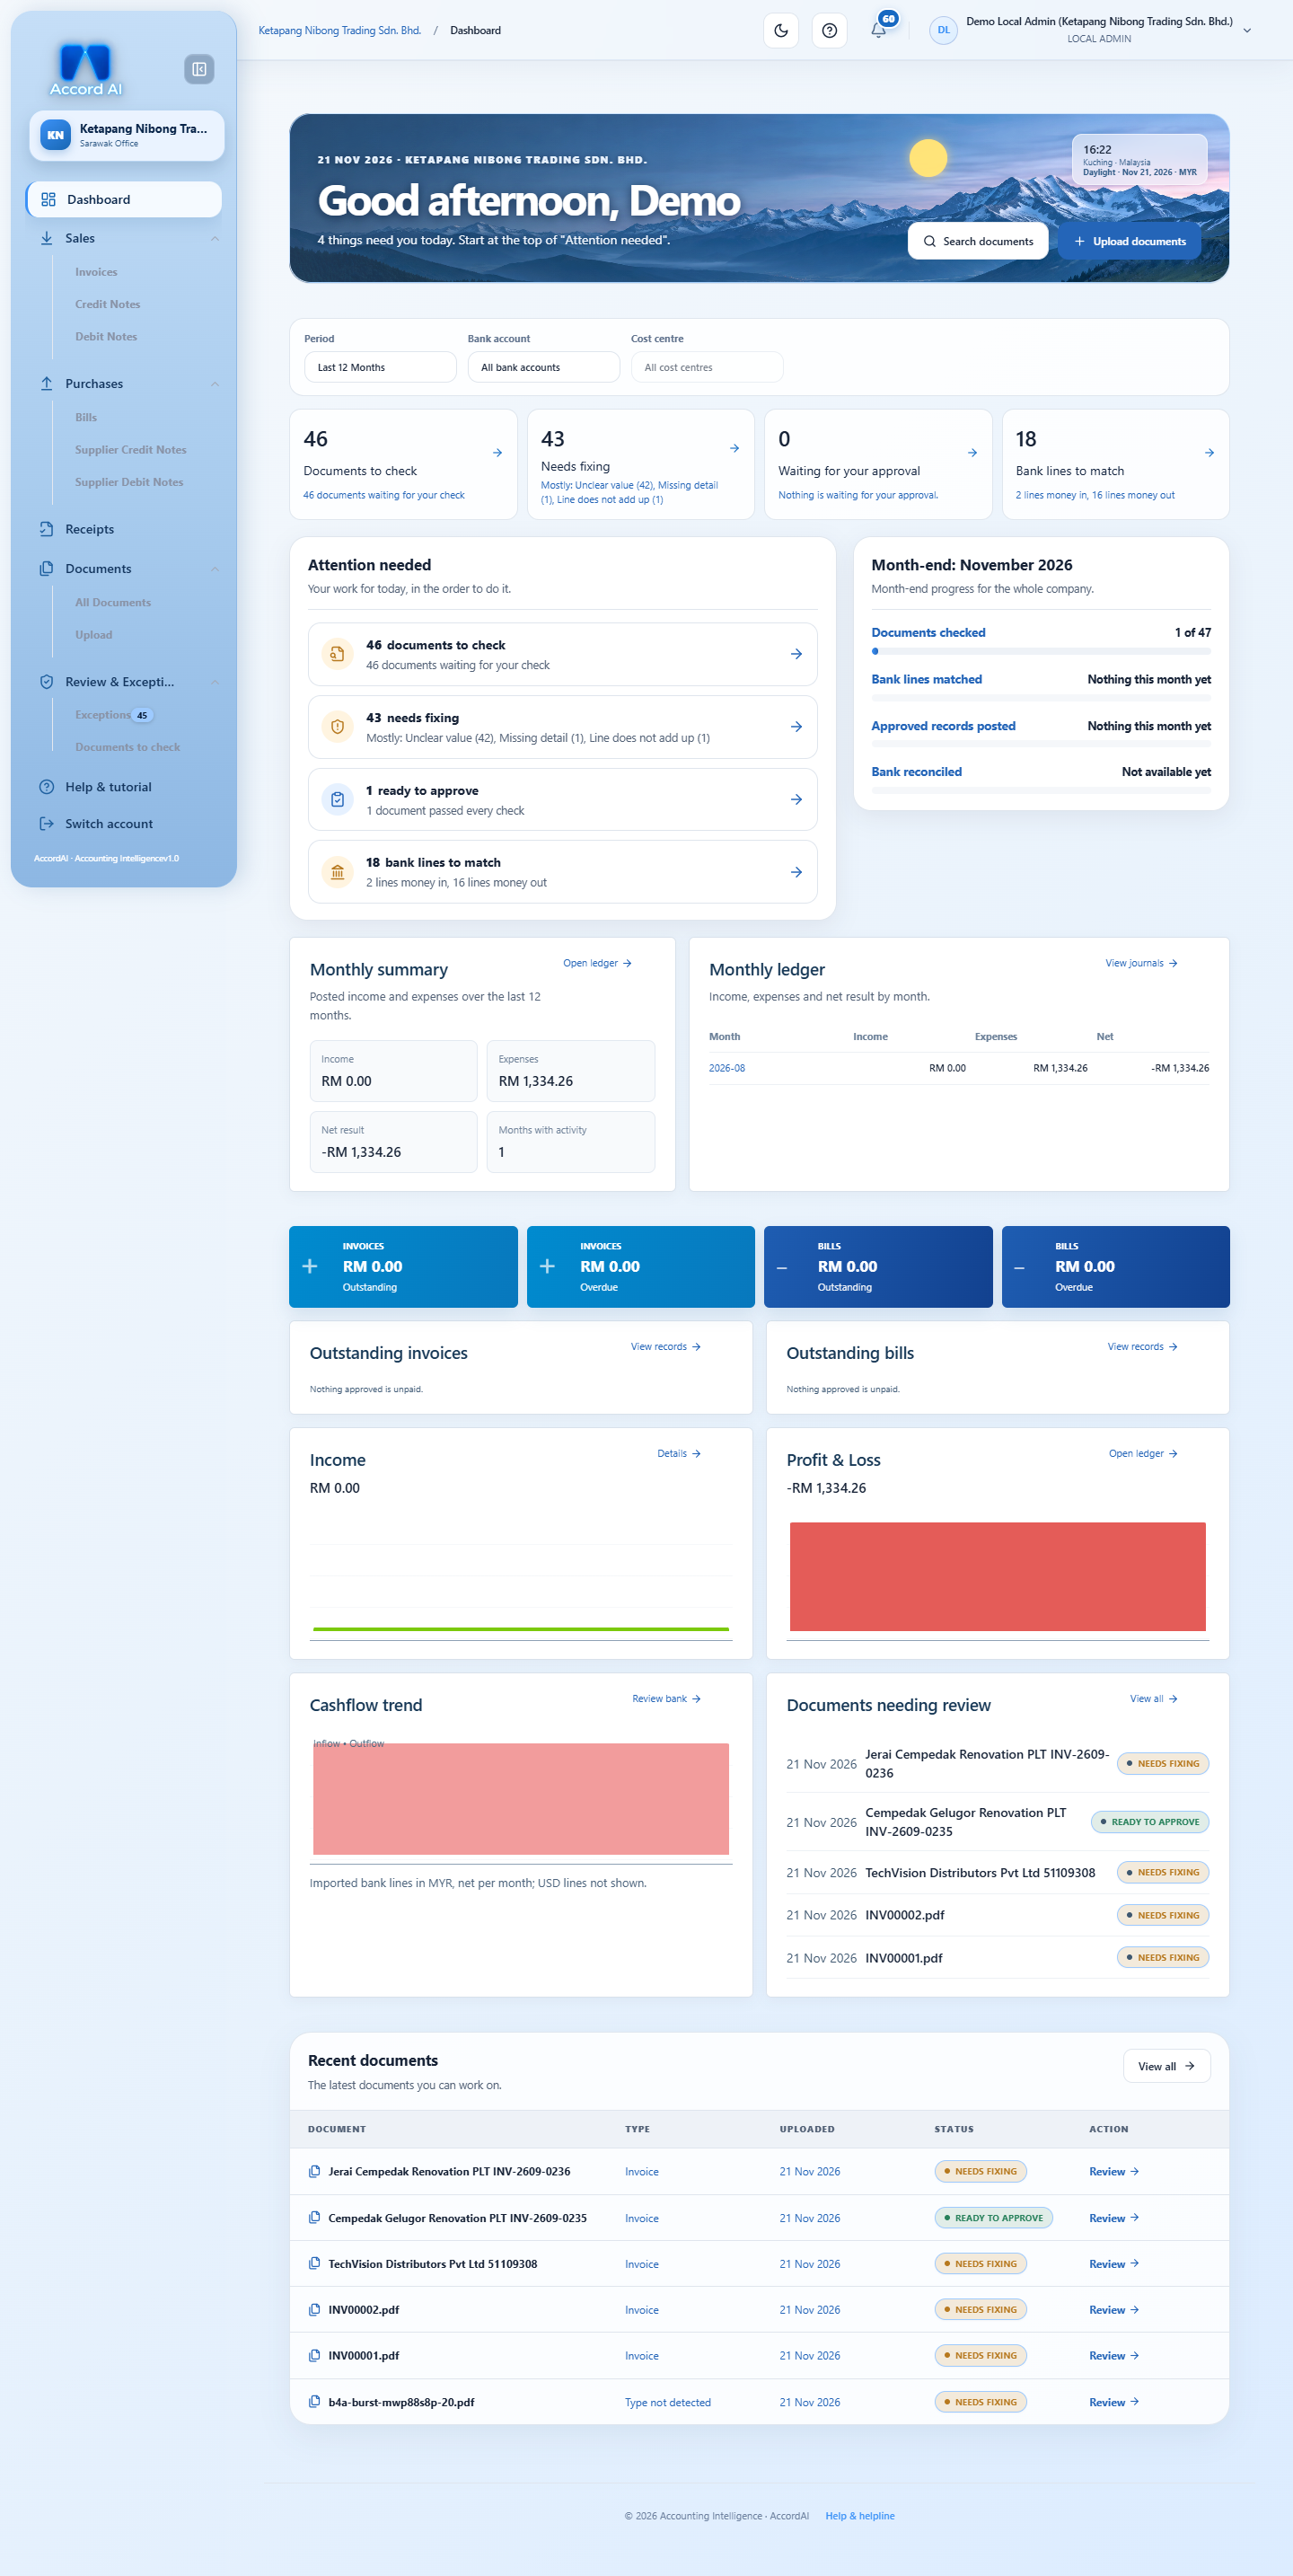 Accord AI
KN
Ketapang Nibong Tra...
Sarawak Office
Dashboard
Sales
Invoices
Credit Notes
Debit Notes
Purchases
Bills
Supplier Credit Notes
Supplier Debit Notes
Receipts
Documents
All Documents
Upload
Review & Excepti...
Exceptions 45
Documents to check
Help & tutorial
Switch account
AccordAI · Accounting Intelligencev1.0
Ketapang Nibong Trading Sdn. Bhd. / Dashboard
60
DL
Demo Local Admin (Ketapang Nibong Trading Sdn. Bhd.)
LOCAL ADMIN
21 NOV 2026 · KETAPANG NIBONG TRADING SDN. BHD.
Good afternoon, Demo
4 things need you today. Start at the top of "Attention needed".
16:22
Kuching · Malaysia
Daylight · Nov 21, 2026 · MYR
Search documents
Upload documents
Period
Last 12 Months
Bank account
All bank accounts
Cost centre
All cost centres
46
Documents to check
46 documents waiting for your check
43
Needs fixing
Mostly: Unclear value (42), Missing detail
(1), Line does not add up (1)
0
Waiting for your approval
Nothing is waiting for your approval.
18
Bank lines to match
2 lines money in, 16 lines money out
Attention needed
Your work for today, in the order to do it.
46 documents to check
46 documents waiting for your check
43 needs fixing
Mostly: Unclear value (42), Missing detail (1), Line does not add up (1)
1 ready to approve
1 document passed every check
18 bank lines to match
2 lines money in, 16 lines money out
Month-end: November 2026
Month-end progress for the whole company.
Documents checked 1 of 47
Bank lines matched Nothing this month yet
Approved records posted Nothing this month yet
Bank reconciled Not available yet
Monthly summary
Open ledger
Posted income and expenses over the last 12
months.
Income
RM 0.00
Expenses
RM 1,334.26
Net result
-RM 1,334.26
Months with activity
1
Monthly ledger
View journals
Income, expenses and net result by month.
Month Income Expenses Net
2026-08 RM 0.00 RM 1,334.26 -RM 1,334.26
+
INVOICES
RM 0.00
Outstanding
+
INVOICES
RM 0.00
Overdue
–
BILLS
RM 0.00
Outstanding
–
BILLS
RM 0.00
Overdue
Outstanding invoices
View records
Nothing approved is unpaid.
Outstanding bills
View records
Nothing approved is unpaid.
Income
Details
RM 0.00
Profit & Loss
Open ledger
-RM 1,334.26
Cashflow trend
Review bank
Inflow • Outflow
Imported bank lines in MYR, net per month; USD lines not shown.
Documents needing review
View all
21 Nov 2026 Jerai Cempedak Renovation PLT INV-2609-
0236
NEEDS FIXING
21 Nov 2026 Cempedak Gelugor Renovation PLT
INV-2609-0235
READY TO APPROVE
21 Nov 2026 TechVision Distributors Pvt Ltd 51109308 NEEDS FIXING
21 Nov 2026 INV00002.pdf NEEDS FIXING
21 Nov 2026 INV00001.pdf NEEDS FIXING
Recent documents
The latest documents you can work on.
View all
DOCUMENT TYPE UPLOADED STATUS ACTION
Jerai Cempedak Renovation PLT INV-2609-0236 Invoice 21 Nov 2026 NEEDS FIXING Review
Cempedak Gelugor Renovation PLT INV-2609-0235 Invoice 21 Nov 2026 READY TO APPROVE Review
TechVision Distributors Pvt Ltd 51109308 Invoice 21 Nov 2026 NEEDS FIXING Review
INV00002.pdf Invoice 21 Nov 2026 NEEDS FIXING Review
INV00001.pdf Invoice 21 Nov 2026 NEEDS FIXING Review
b4a-burst-mwp88s8p-20.pdf Type not detected 21 Nov 2026 NEEDS FIXING Review
© 2026 Accounting Intelligence · AccordAI Help & helpline